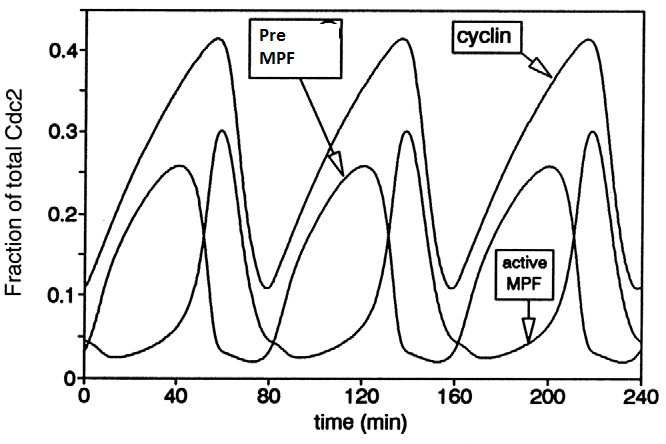 Pre
MPF
cyclin
active
MPF
Fraction of total Cdc2
0.4
0.3
0.2
0.1
0
0
40
80
120
160
200
240
time (min)